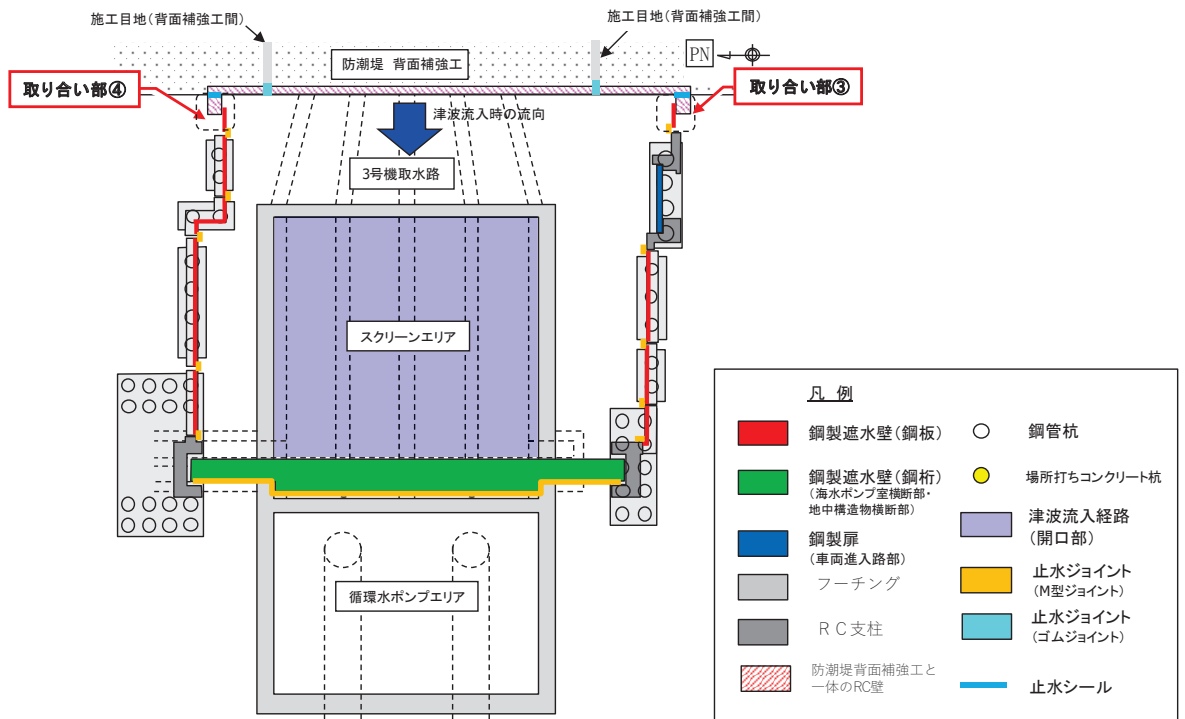 施工目地(背面補強工間)
施工目地(背面補強工間)
防潮堤 背面補強工
PN
取り合い部④
取り合い部③
津波流入時の流向
3号機取水路
スクリーンエリア
循環水ポンプエリア
凡 例
鋼製遮水壁(鋼板)
鋼製遮水壁(鋼桁)
(海水ポンプ室横断部・
地中構造物横断部)
鋼製扉
(車両進入路部)
フーチング
RC支柱
防潮堤背面補強工と
一体のRC壁
鋼管杭
場所打ちコンクリート杭
津波流入経路
(開口部)
止水ジョイント
(M型ジョイント)
止水ジョイント
(ゴムジョイント)
止水シール